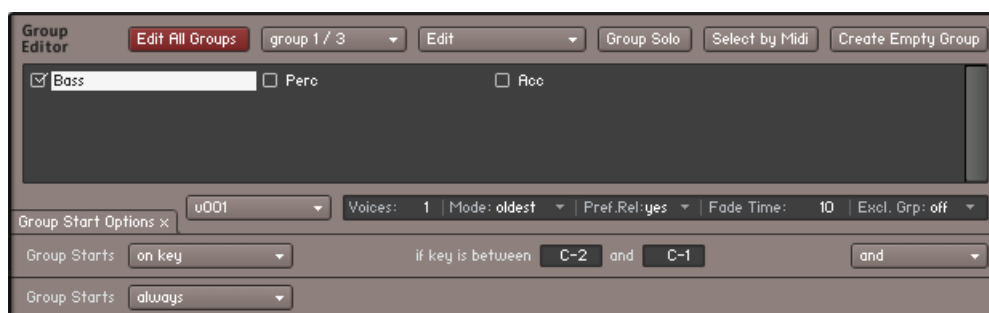 Group Editor Edit All Groups group 1 / 3 Edit Group Solo Select by Midi Create Empty Group
Bass Perc Acc
Group Start Options × v001 Voices: 1 | Mode: oldest | Pref.Rel:yes | Fade Time: 10 | Excl. Grp: off
Group Starts on key if key is between C-2 and C-1 and
Group Starts always